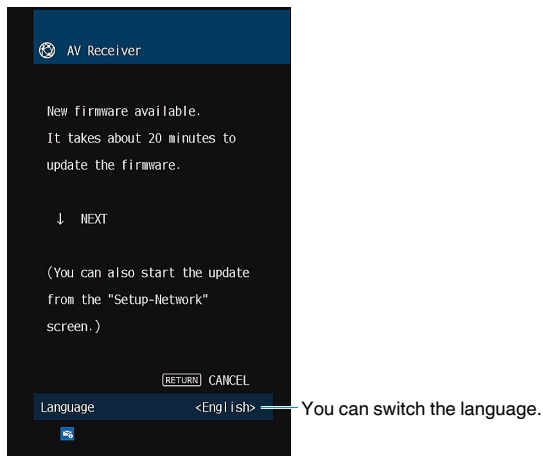 AV Receiver
New firmware available.
It takes about 20 minutes to
update the firmware.
↓ NEXT
(You can also start the update
from the "Setup-Network"
screen.)
RETURN CANCEL
Language <English>
You can switch the language.